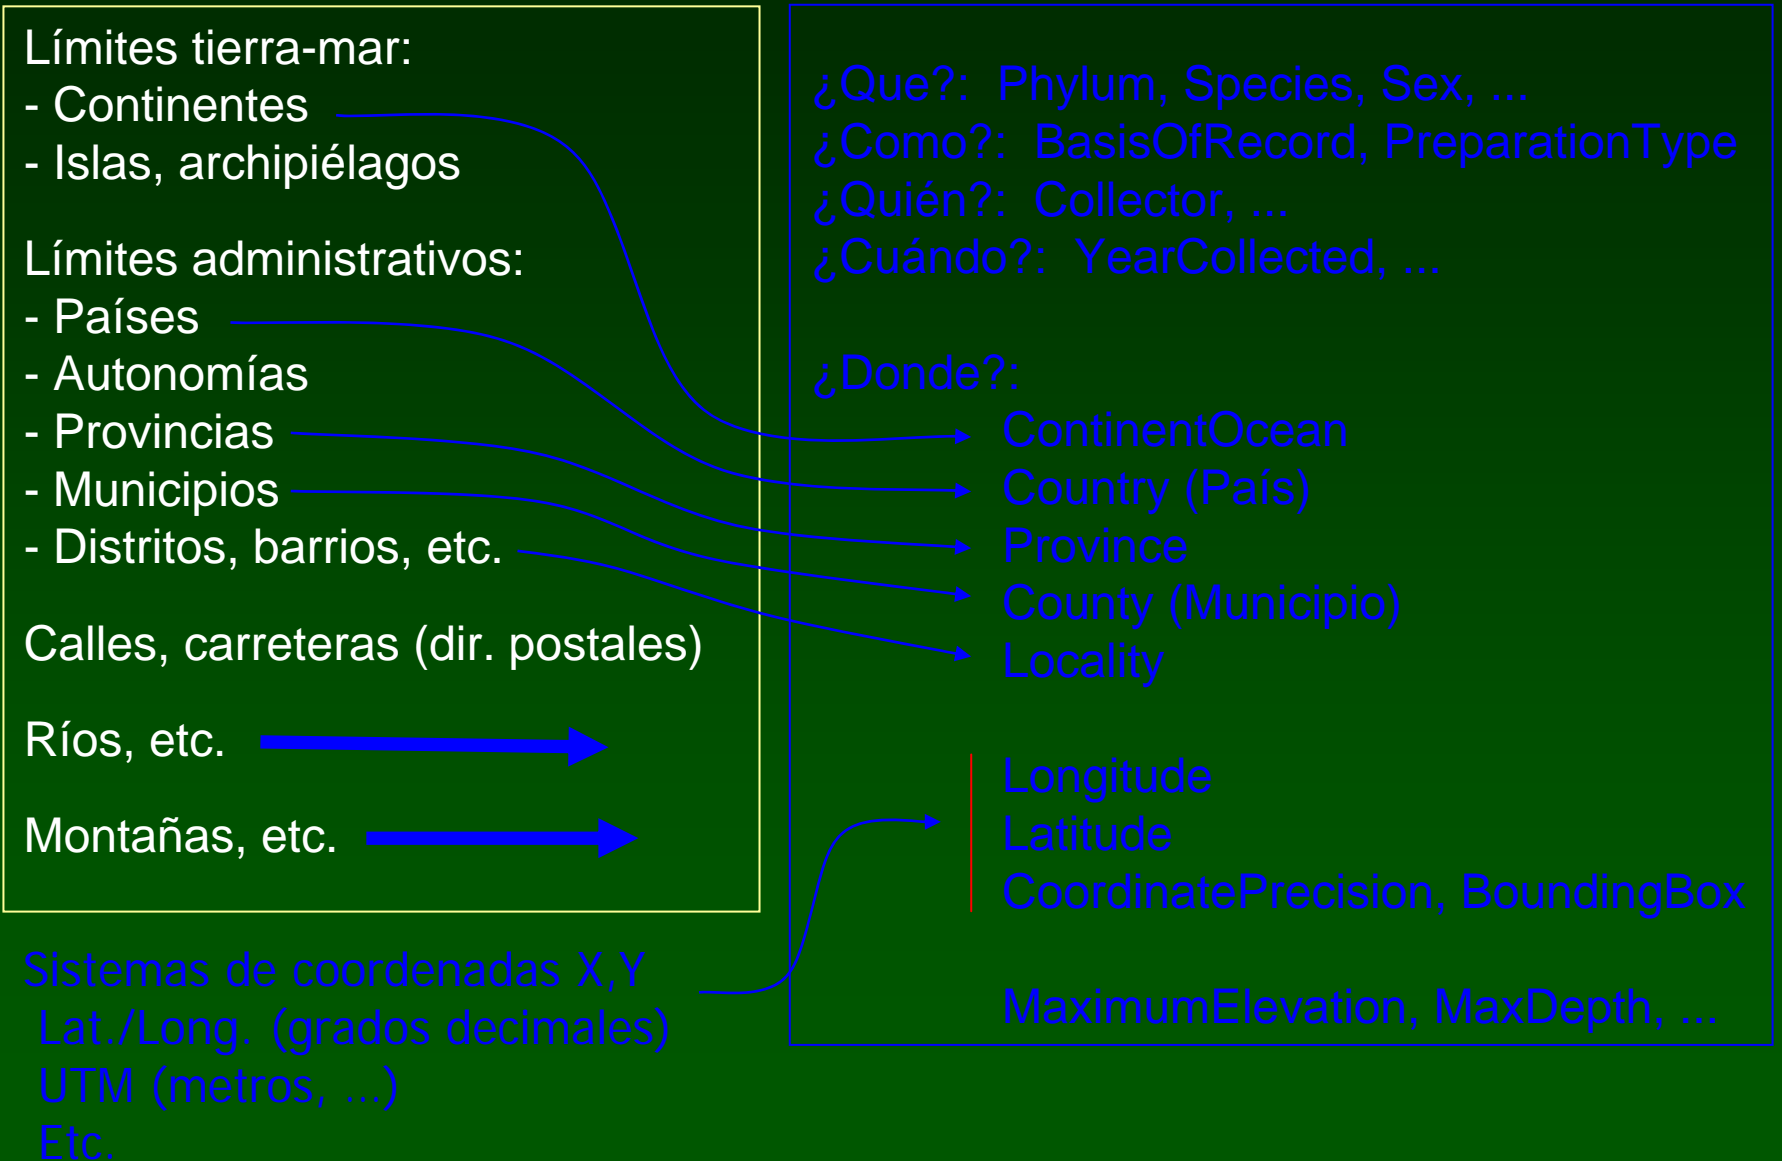 Límites tierra-mar:
- Continentes
- Islas, archipiélagos
Límites administrativos:
- Países
- Autonomías
- Provincias
- Municipios
- Distritos, barrios, etc.
Calles, carreteras (dir. postales)
Ríos, etc.
Montañas, etc.
Sistemas de coordenadas X,Y
Lat./Long. (grados decimales)
UTM (metros, ...)
Etc.
¿Que?: Phylum, Species, Sex, ...
¿Como?: BasisOfRecord, PreparationType
¿Quién?: Collector, ...
¿Cuándo?: YearCollected, ...
¿Donde?:
ContinentOcean
Country (País)
Province
County (Municipio)
Locality
Longitude
Latitude
CoordinatePrecision, BoundingBox
MaximumElevation, MaxDepth, ...